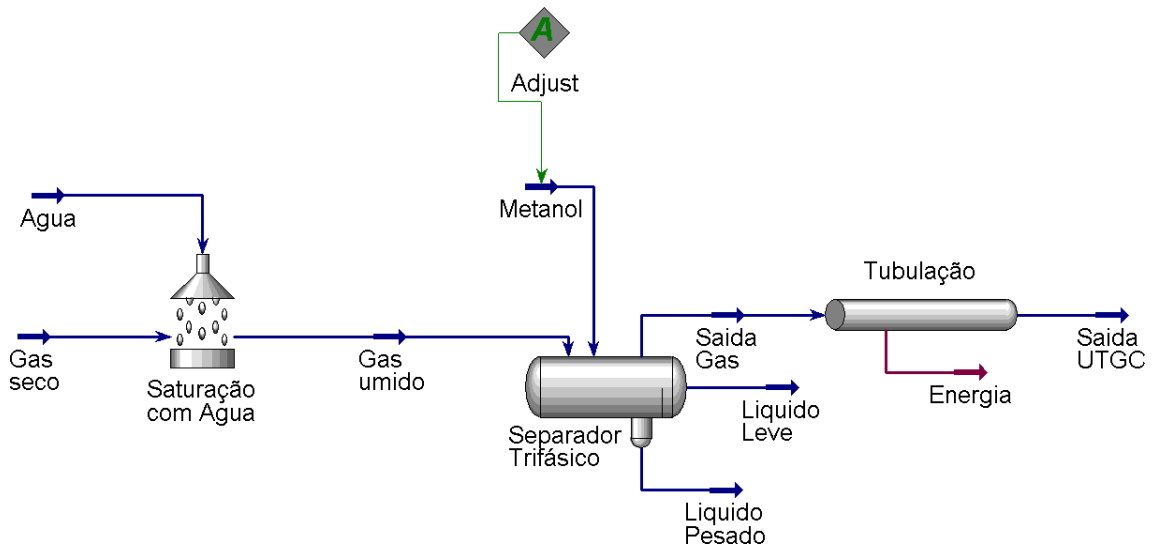 A
Adjust
Agua
Metanol
Tubulação
Gas
seco
Saturação
com Agua
Gas
umido
Saida
Gas
Saida
UTGC
Energia
Liquido
Leve
Separador
Trifásico
Liquido
Pesado